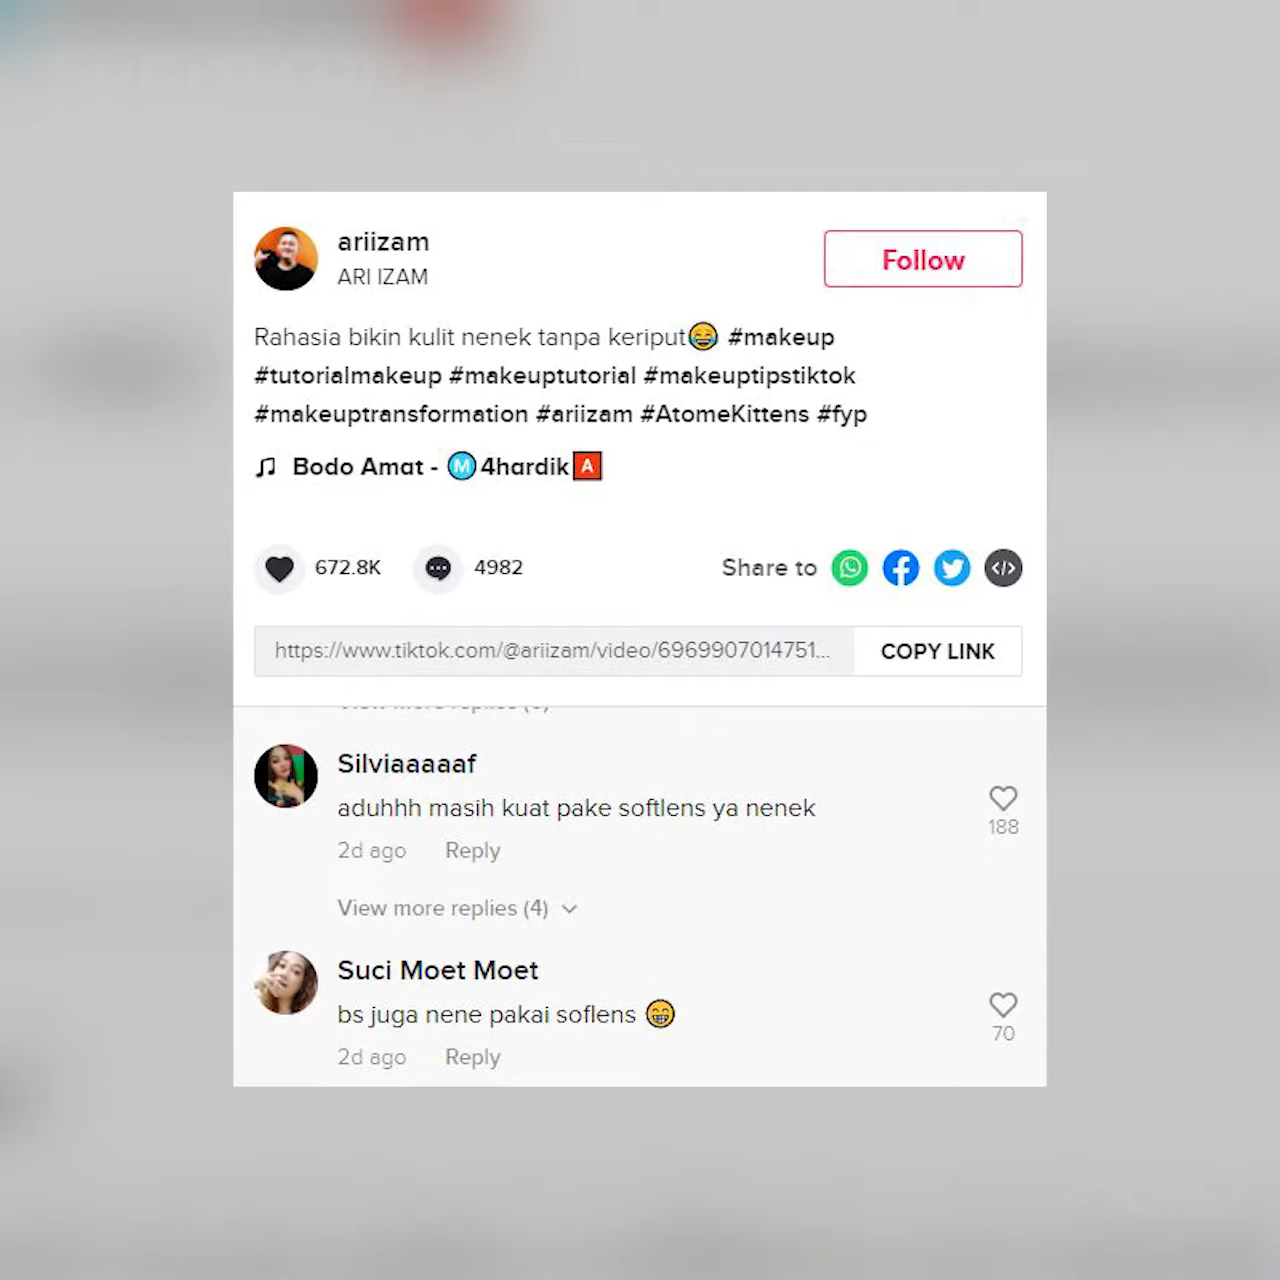 ariizam
ARI IZAM
Follow
Rahasia bikin kulit nenek tanpa keriput😂 #makeup
#tutorialmakeup #makeuptutorial #makeuptipstiktok
#makeuptransformation #ariizam #AtomeKittens #fyp
Bodo Amat - Ⓜ️4hardik🅰️
672.8K
4982
Share to
https://www.tiktok.com/@ariizam/video/6969907014751...
COPY LINK
Silviaaaaaf
aduhhh masih kuat pake softlens ya nenek
188
2d ago Reply
View more replies (4)
Suci Moet Moet
bs juga nene pakai soflens 😁
70
2d ago Reply